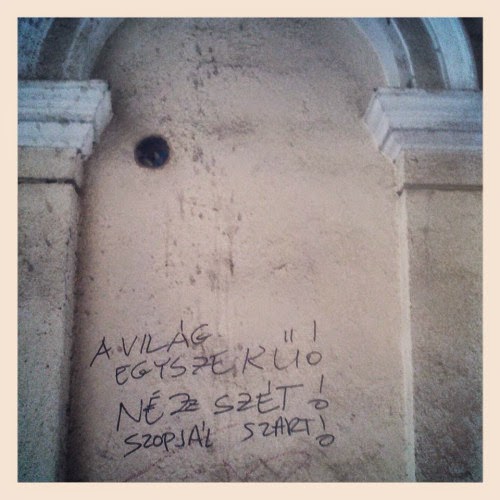 A VILÁG
EGYSZERŰ!
NÉZZ SZÉT!
SZOPJÁL SZART!